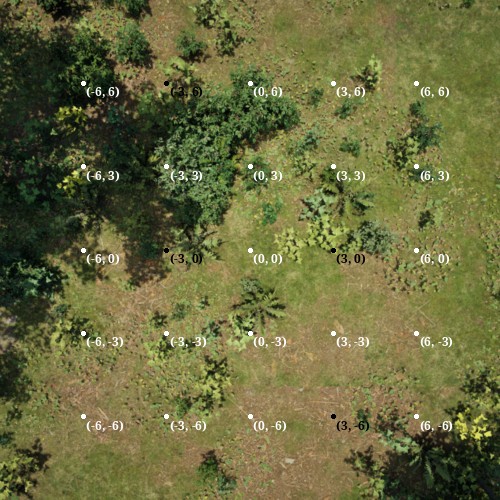 (-6, 6) (-3, 6) (0, 6) (3, 6) (6, 6)
(-6, 3) (-3, 3) (0, 3) (3, 3) (6, 3)
(-6, 0) (-3, 0) (0, 0) (3, 0) (6, 0)
(-6, -3) (-3, -3) (0, -3) (3, -3) (6, -3)
(-6, -6) (-3, -6) (0, -6) (3, -6) (6, -6)